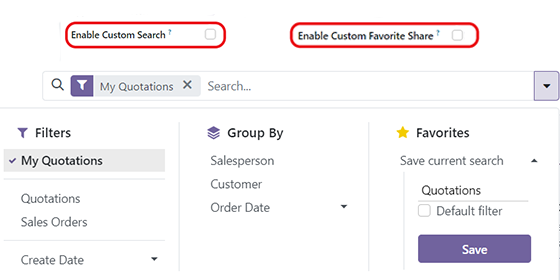 Enable Custom Search ?
Enable Custom Favorite Share ?
My Quotations
Search...
Filters
My Quotations
Quotations
Sales Orders
Create Date
Group By
Salesperson
Customer
Order Date
Favorites
Save current search
Quotations
Default filter
Save